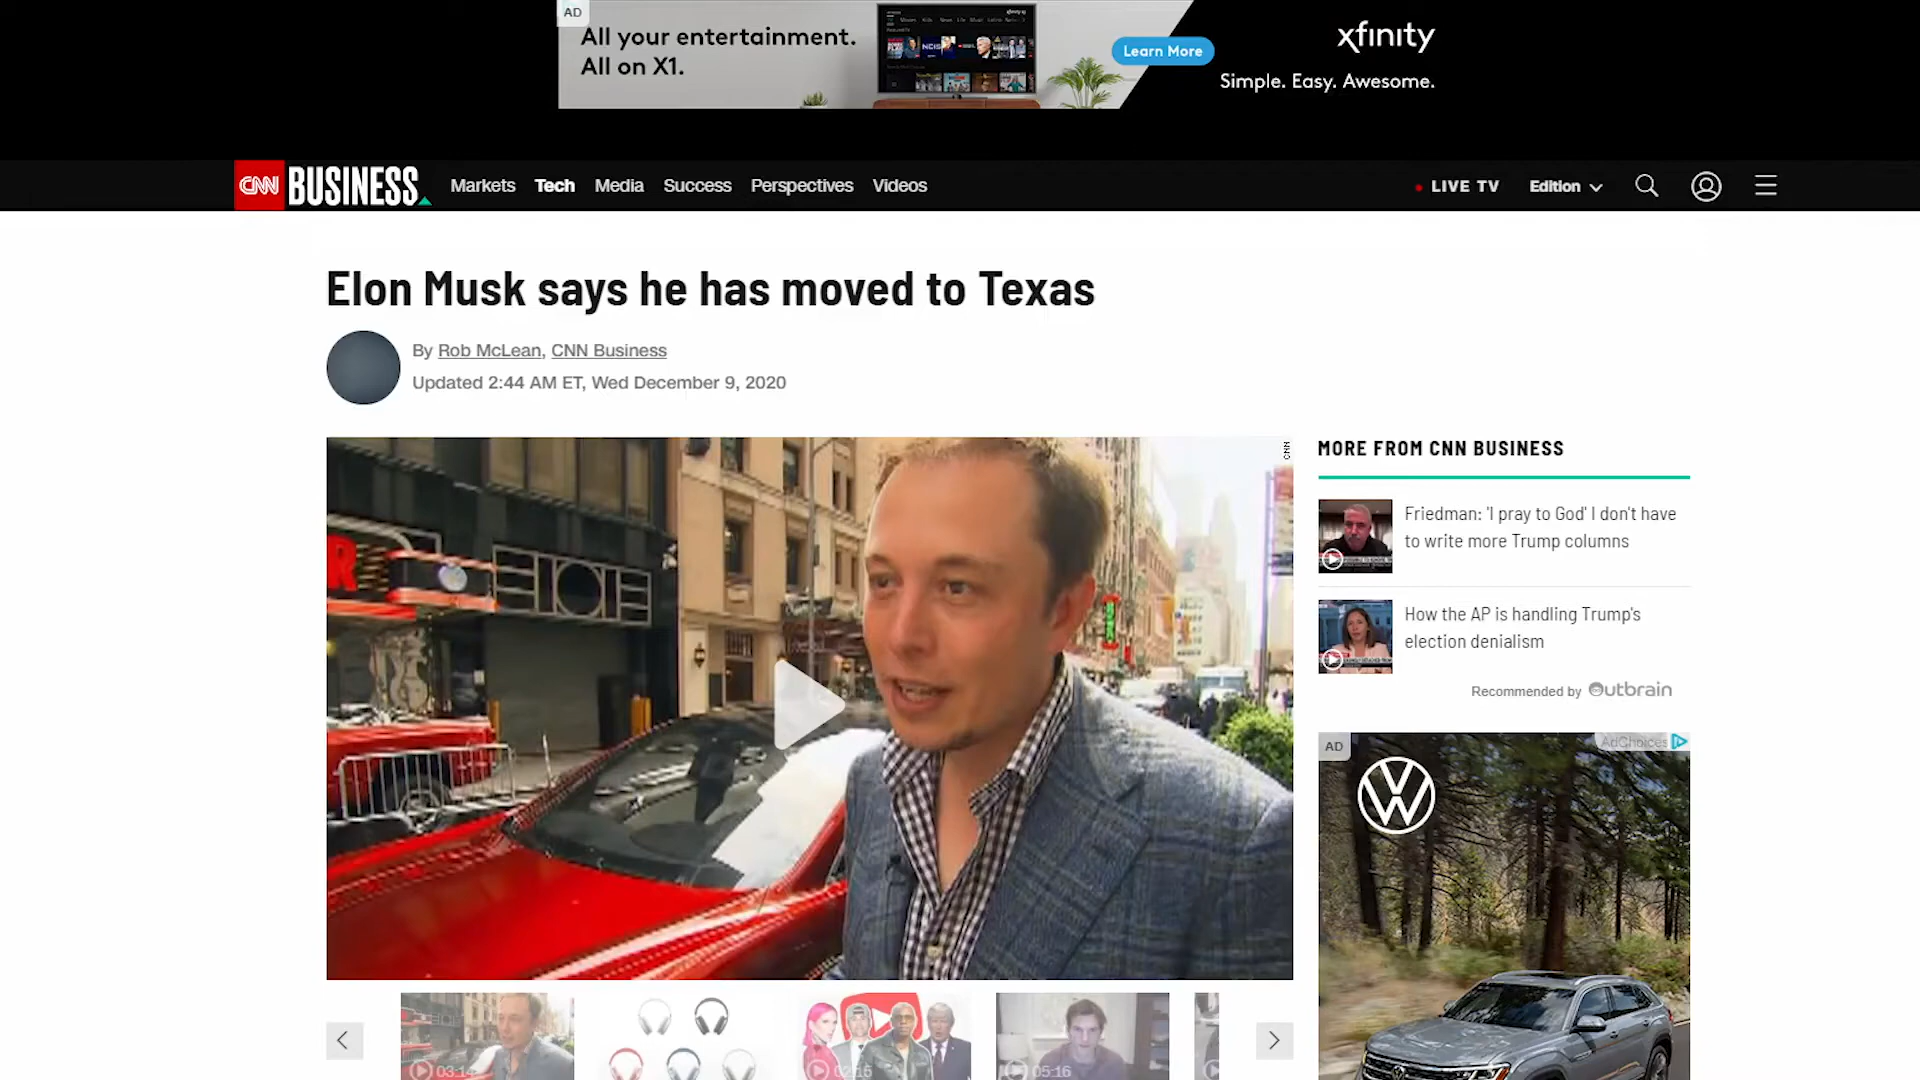 AD
All your entertainment.
All on X1.
NCIS
Learn More
xfinity
Simple. Easy. Awesome.
CNN BUSINESS
Markets Tech Media Success Perspectives Videos
LIVE TV Edition
Elon Musk says he has moved to Texas
By Rob McLean, CNN Business
Updated 2:44 AM ET, Wed December 9, 2020
CNN
MORE FROM CNN BUSINESS
Friedman: 'I pray to God' I don't have
to write more Trump columns
How the AP is handling Trump's
election denialism
Recommended by Outbrain
AD
AdChoices
03:14
02:15
05:16